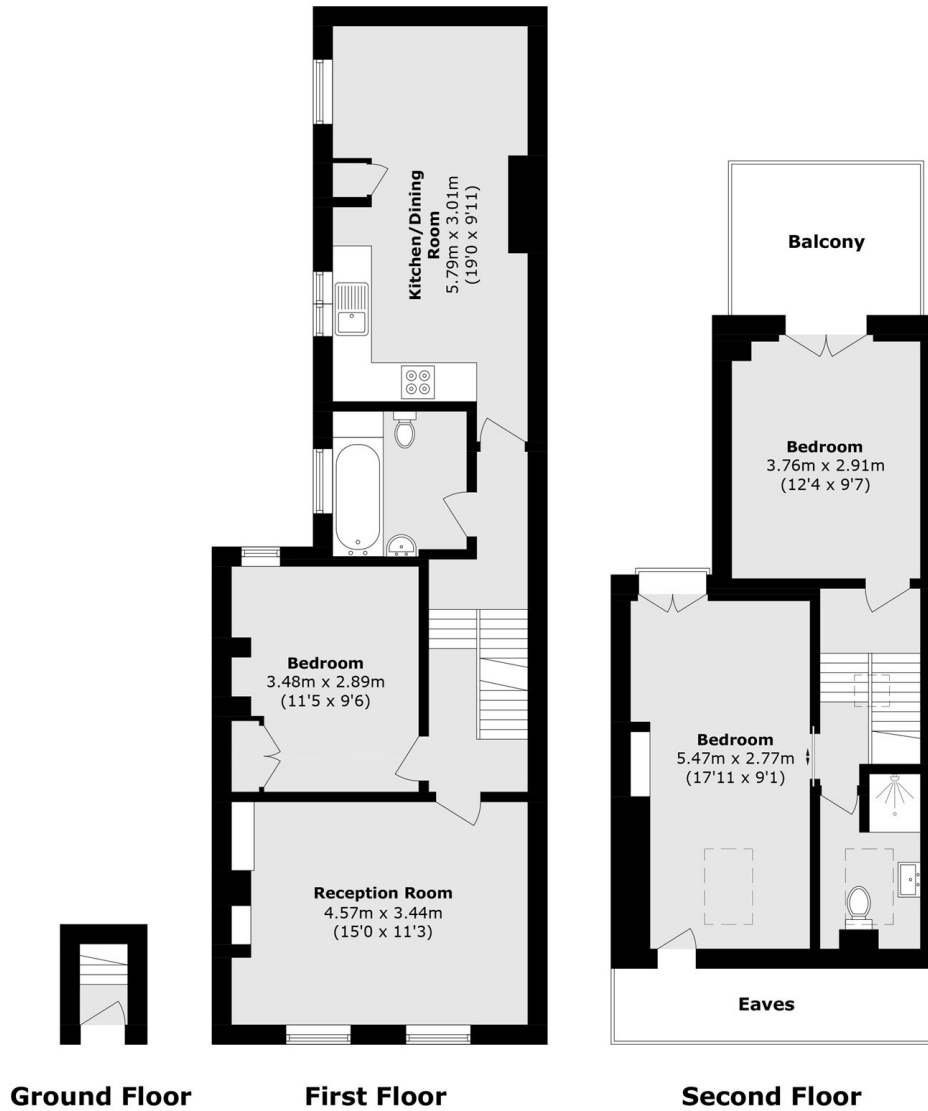 Kitchen/Dining
Room
5.79m x 3.01m
(19'0 x 9'11)
Balcony
Bedroom
3.76m x 2.91m
(12'4 x 9'7)
Bedroom
3.48m x 2.89m
(11'5 x 9'6)
Bedroom
5.47m x 2.77m
(17'11 x 9'1)
Reception Room
4.57m x 3.44m
(15'0 x 11'3)
Eaves
Ground Floor
First Floor
Second Floor